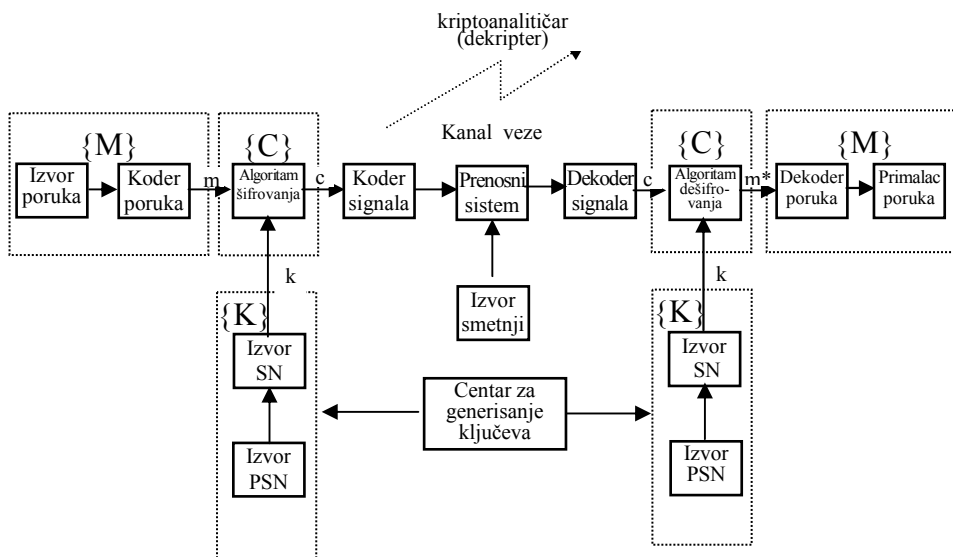 kriptoanalitičar
(dekripter)
Kanal veze
{M}
Izvor
poruka
Koder
poruka
m
{C}
Algoritam
šifrovanja
c
Koder
signala
Prenosni
sistem
Dekoder
signala
c
{C}
Algoritam
dešifro-
vanja
m*
{M}
Dekoder
poruka
Primalac
poruka
k
k
Izvor
smetnji
{K}
Izvor
SN
Izvor
PSN
Centar za
generisanje
ključeva
{K}
Izvor
SN
Izvor
PSN